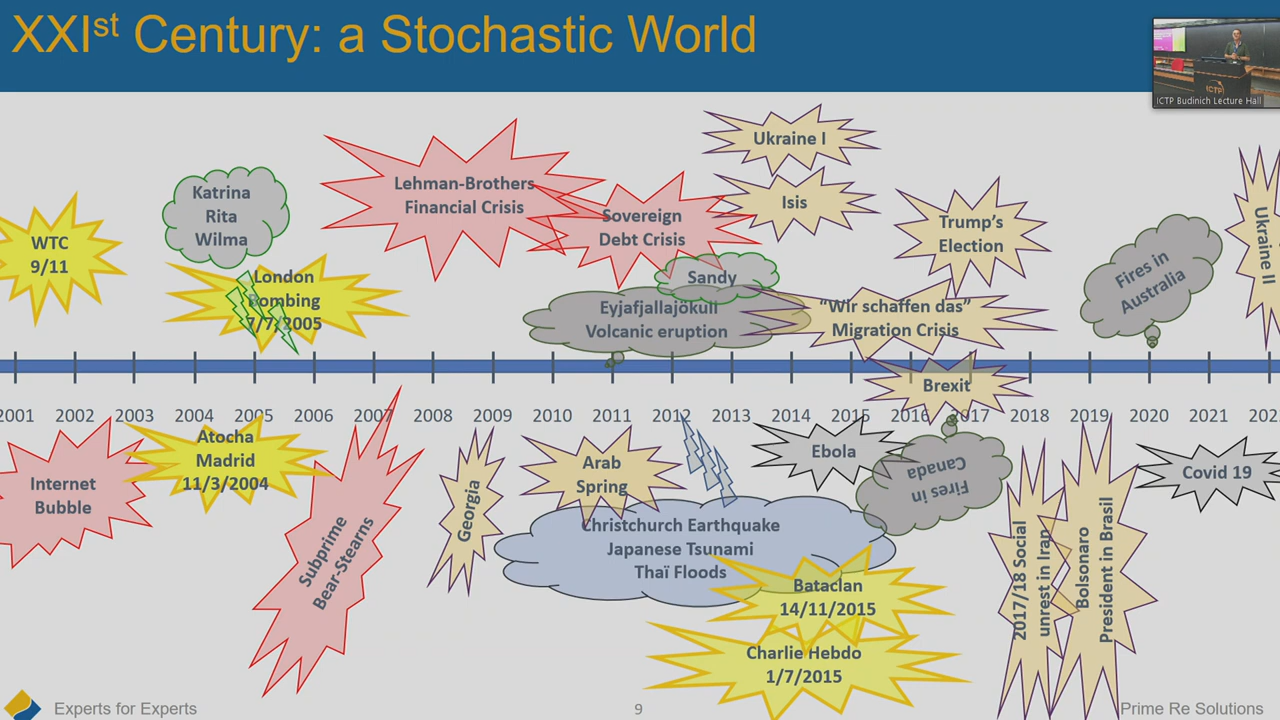 XXIst Century: a Stochastic World
ICTP
ICTP Budinich Lecture Hall
Ukraine I
Katrina
Rita
Wilma
Lehman-Brothers
Financial Crisis
Isis
Sovereign
Debt Crisis
Trump's
Election
Ukraine II
WTC
9/11
London
Bombing
7/7/2005
Sandy
Fires in
Australia
Eyjafjallajökull
Volcanic eruption
“Wir schaffen das”
Migration Crisis
Brexit
2001 2002 2003 2004 2005 2006 2007 2008 2009 2010 2011 2012 2013 2014 2015 2016 2017 2018 2019 2020 2021 202
Internet
Bubble
Atocha
Madrid
11/3/2004
Subprime
Bear-Stearns
Georgia
Arab
Spring
Ebola
Fires in
Canada
Covid 19
Christchurch Earthquake
Japanese Tsunami
Thaï Floods
2017/18 Social
unrest in Iran
Bolsonaro
President in Brasil
Bataclan
14/11/2015
Charlie Hebdo
1/7/2015
Experts for Experts
9
Prime Re Solutions